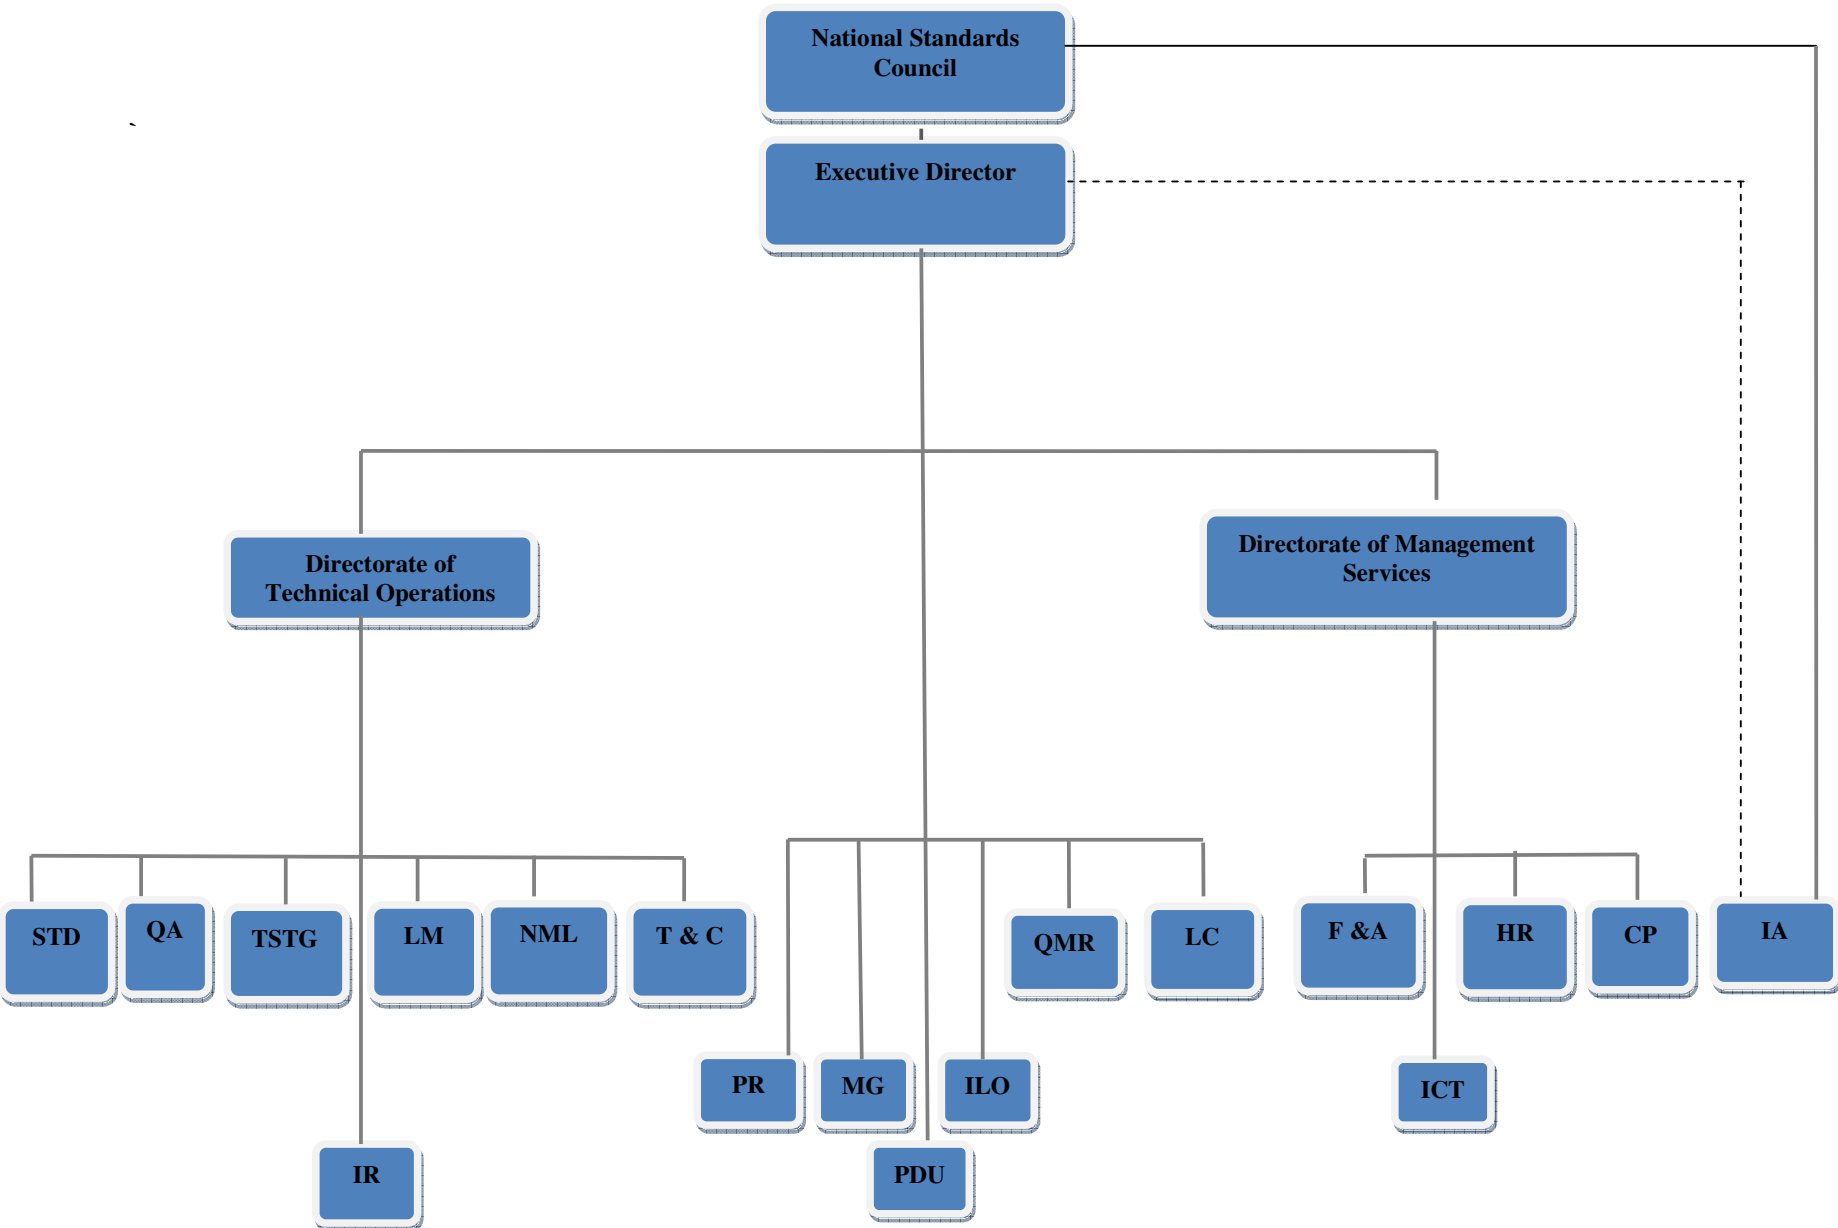 National Standards
Council
`
Executive Director
Directorate of
Technical Operations
Directorate of Management
Services
STD
QA
TSTG
LM
NML
T & C
QMR
LC
F &A
HR
CP
IA
PR
MG
ILO
ICT
IR
PDU